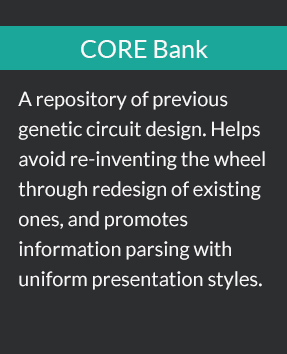 CORE Bank
A repository of previous
genetic circuit design. Helps
avoid re-inventing the wheel
through redesign of existing
ones, and promotes
information parsing with
uniform presentation styles.